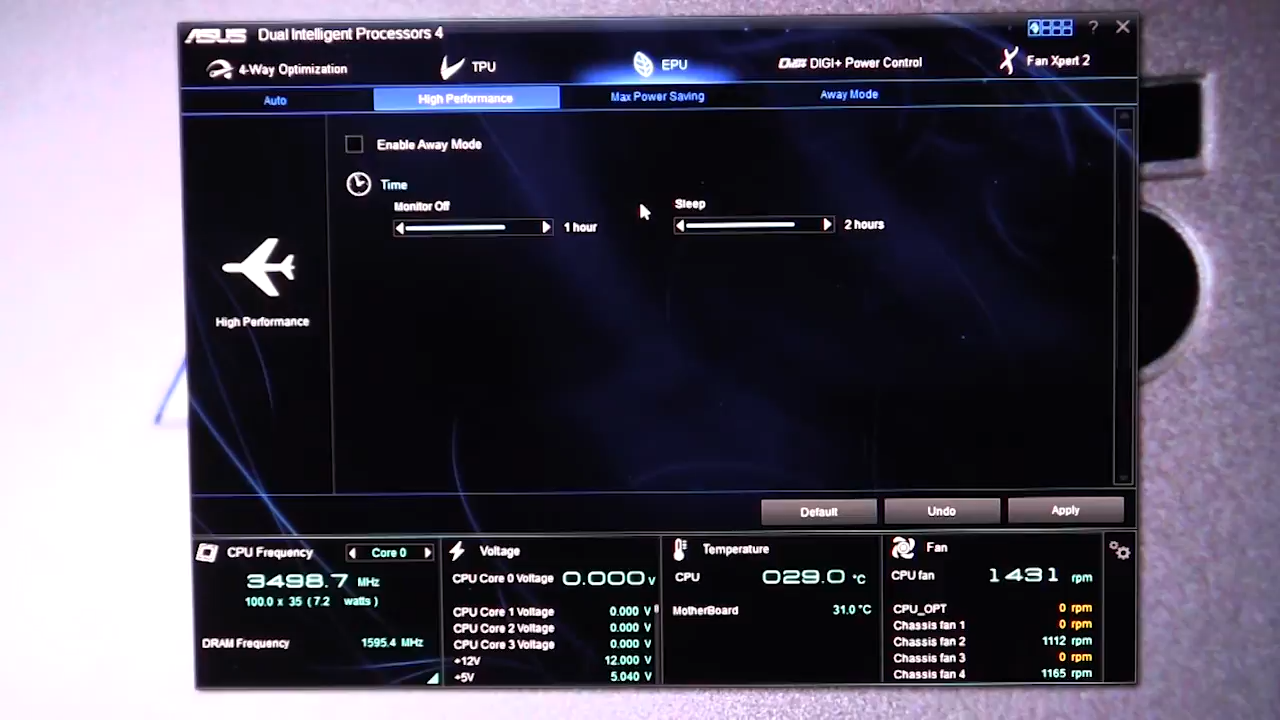 ASUS Dual Intelligent Processors 4 ?
4-Way Optimization TPU EPU DIGI+ Power Control Fan Xpert 2
Auto High Performance Max Power Saving Away Mode
Enable Away Mode
Time
Monitor Off Sleep
1 hour 2 hours
High Performance
Default Undo Apply
CPU Frequency Core 0
3498.7 MHz
100.0 x 35 (7.2 watts)
DRAM Frequency 1595.4 MHz
Voltage
CPU Core 0 Voltage 0.000 V
CPU Core 1 Voltage 0.000 V
CPU Core 2 Voltage 0.000 V
CPU Core 3 Voltage 0.000 V
+12V 12.000 V
+5V 5.040 V
Temperature
CPU 029.0 °C
MotherBoard 31.0 °C
Fan
CPU fan 1431 rpm
CPU_OPT 0 rpm
Chassis fan 1 0 rpm
Chassis fan 2 1112 rpm
Chassis fan 3 0 rpm
Chassis fan 4 1165 rpm